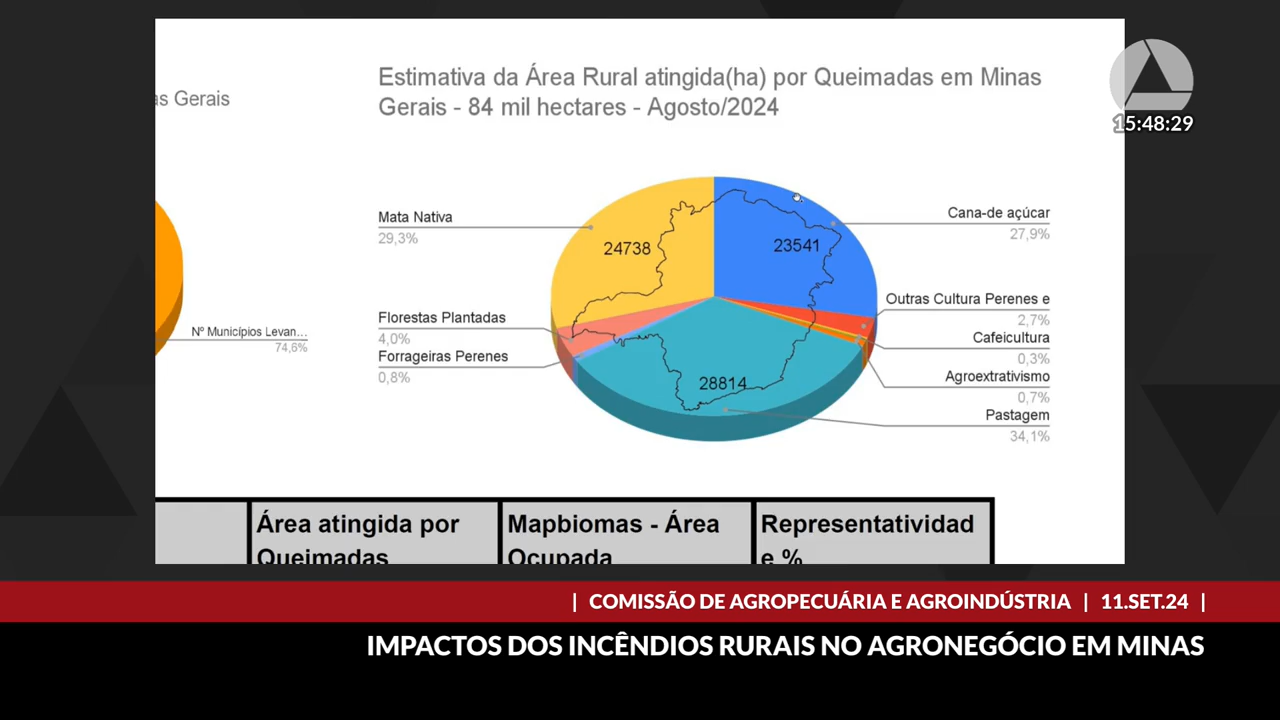 as Gerais
Estimativa da Área Rural atingida(ha) por Queimadas em Minas
Gerais - 84 mil hectares - Agosto/2024
15:48:29
Mata Nativa
29,3%
24738
23541
Cana-de açúcar
27,9%
Outras Cultura Perenes e
2,7%
Florestas Plantadas
4,0%
Nº Municípios Levan...
74,6%
Cafeicultura
0,3%
Forrageiras Perenes
0,8%
Agroextrativismo
0,7%
28814
Pastagem
34,1%
Área atingida por
Queimadas
Mapbiomas - Área
Ocupada
Representatividad
e %
| COMISSÃO DE AGROPECUÁRIA E AGROINDÚSTRIA | 11.SET.24 |
IMPACTOS DOS INCÊNDIOS RURAIS NO AGRONEGÓCIO EM MINAS